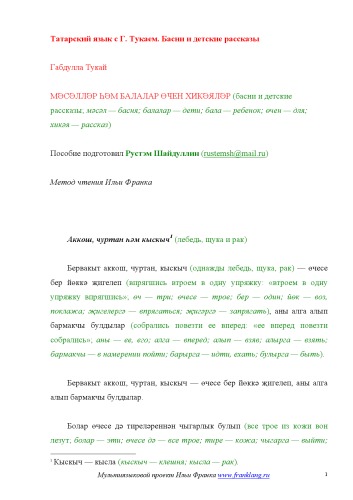 Татарский язык с Г. Тукаем. Басни и детские рассказы
Габдулла Тукай
МӘСӘЛЛӘР ҺӘМ БАЛАЛАР ӨЧЕН ХИКӘЯЛӘР (басни и детские
рассказы; мәсәл — басня; балалар — дети; бала — ребенок; өчен — для;
хикәя — рассказ)
Пособие подготовил Рустэм Шайдуллин (rustemsh@mail.ru)
Метод чтения Ильи Франка
Аккош, чуртан һәм кыскыч¹ (лебедь, щука и рак)
Бервакыт аккош, чуртан, кыскыч (однажды лебедь, щука, рак) — өчесе
бер йөккә җигелеп (впрягшись втроем в одну упряжку «втроем в одну
упряжку впрягшись»; өч — три; өчесе — трое; бер — один; йөк — воз,
поклажа; җигелергә — впрягаться; җигәргә — запрягать), аны алга алып
бармакчы булдылар (собрались повезти ее вперед «ее вперед повезти
собрались»; аны — ее, его; алга — вперед; алып — взяв; алырга — взять;
бармакчы — в намерении пойти; барырга — идти, ехать; булырга — быть).
Бервакыт аккош, чуртан, кыскыч — өчесе бер йөккә җигелеп, аны алга
алып бармакчы булдылар.
Болар өчесе дә тиреләреннән чыгарлык булып (все трое из кожи вон
лезут; болар — эти; өчесе дә — все трое; тире — кожа; чыгарга — выйти;
¹ Кыскыч — кысла (кыскыч – клешня; кысла — рак).
Мультиязыковой проект Ильи Франка www.franklang.ru
1